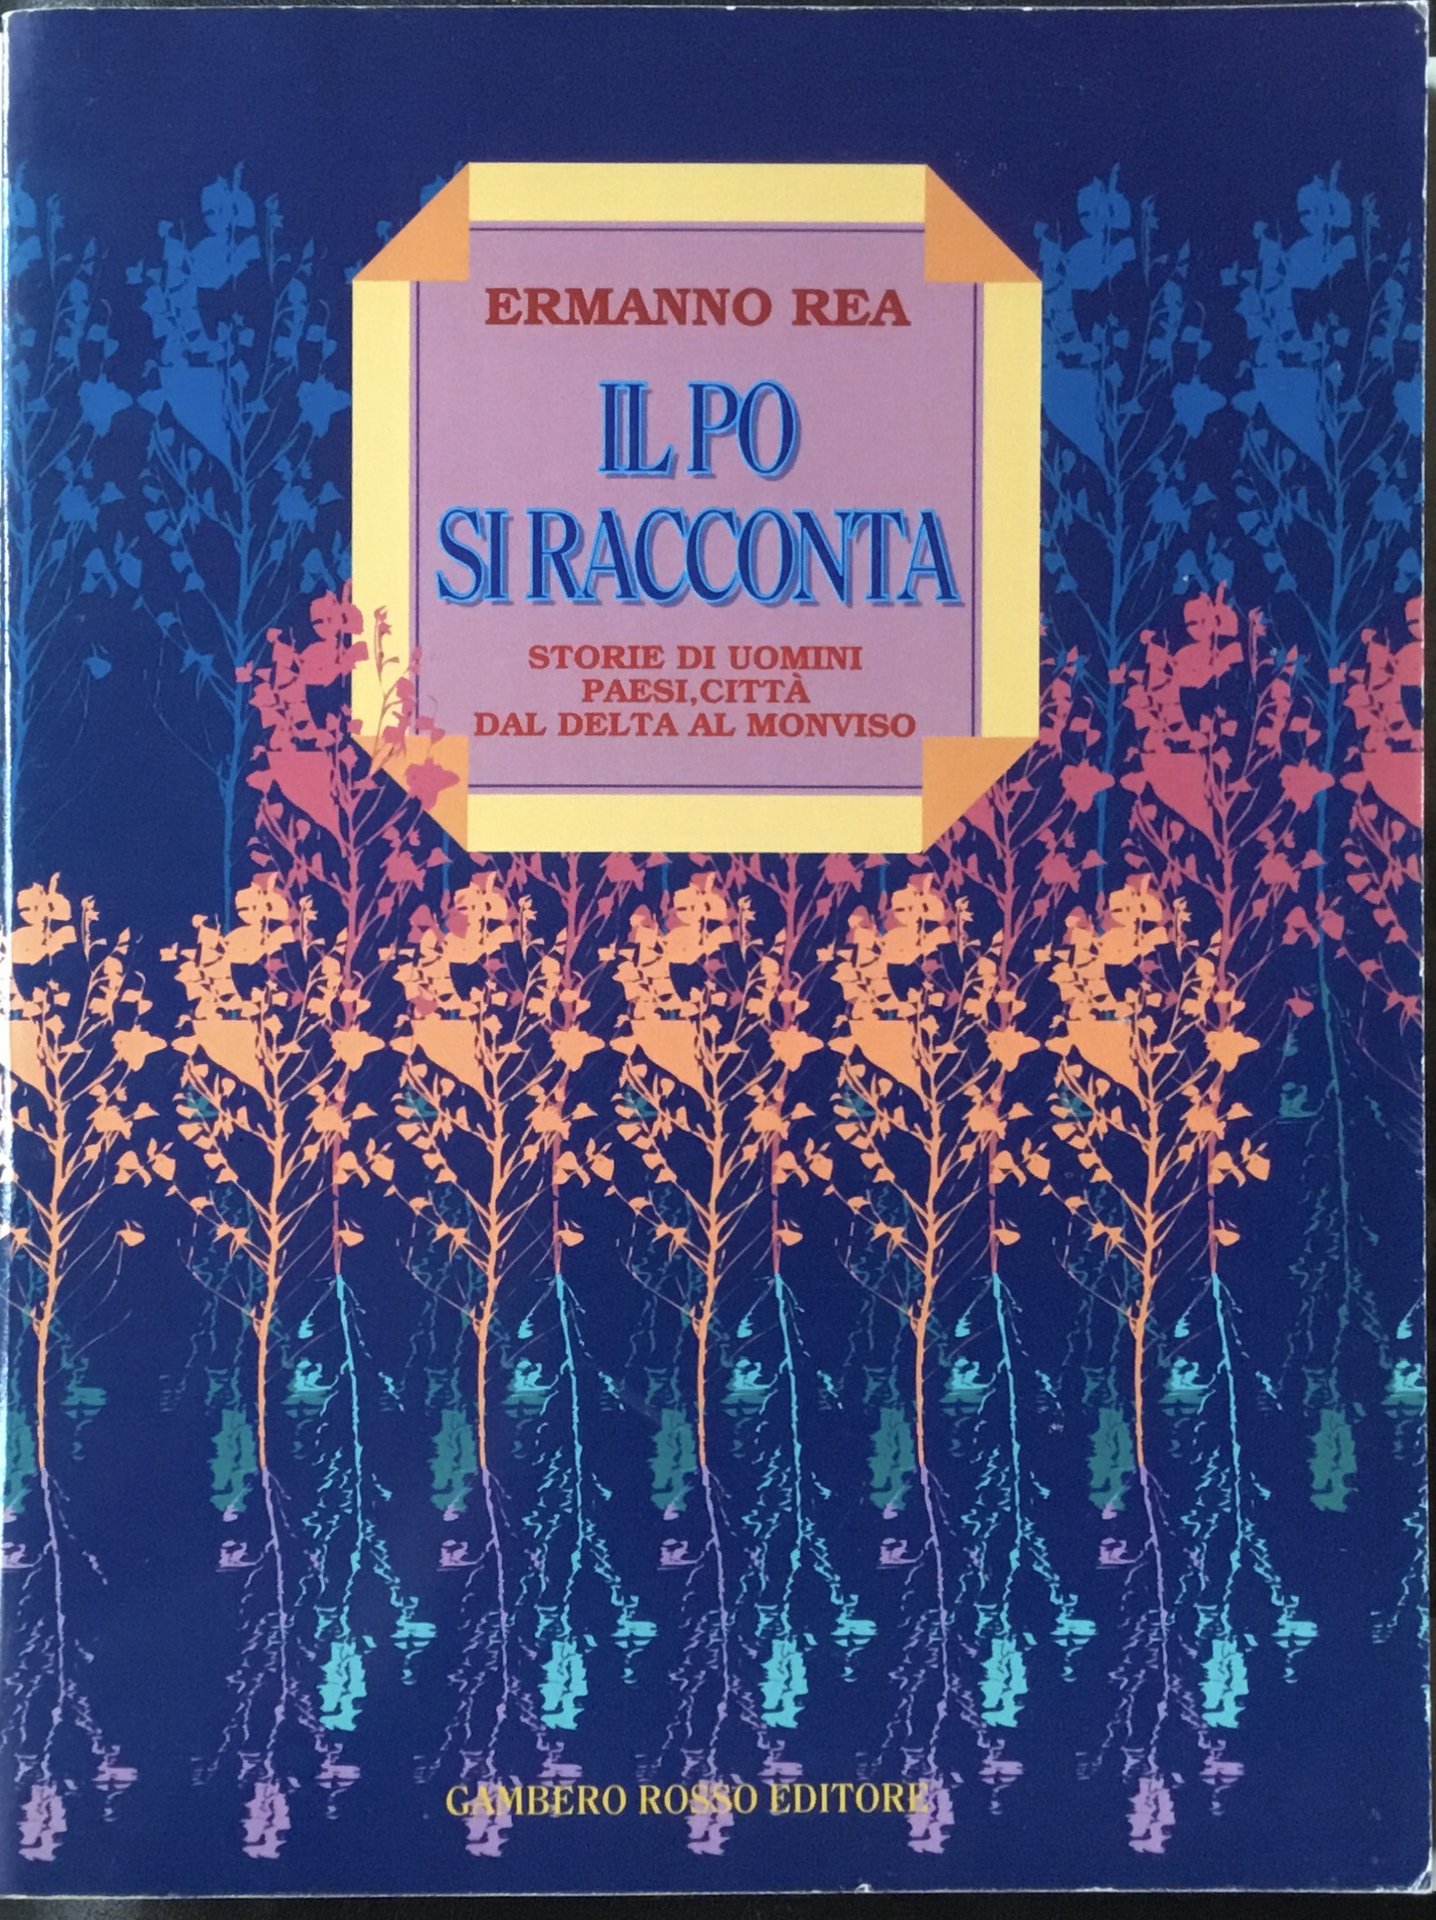 ERMANNO REA
IL PO
SI RACCONTA
STORIE DI UOMINI
PAESI, CITTÀ
DAL DELTA AL MONVISO
GAMBERO ROSSO EDITORE